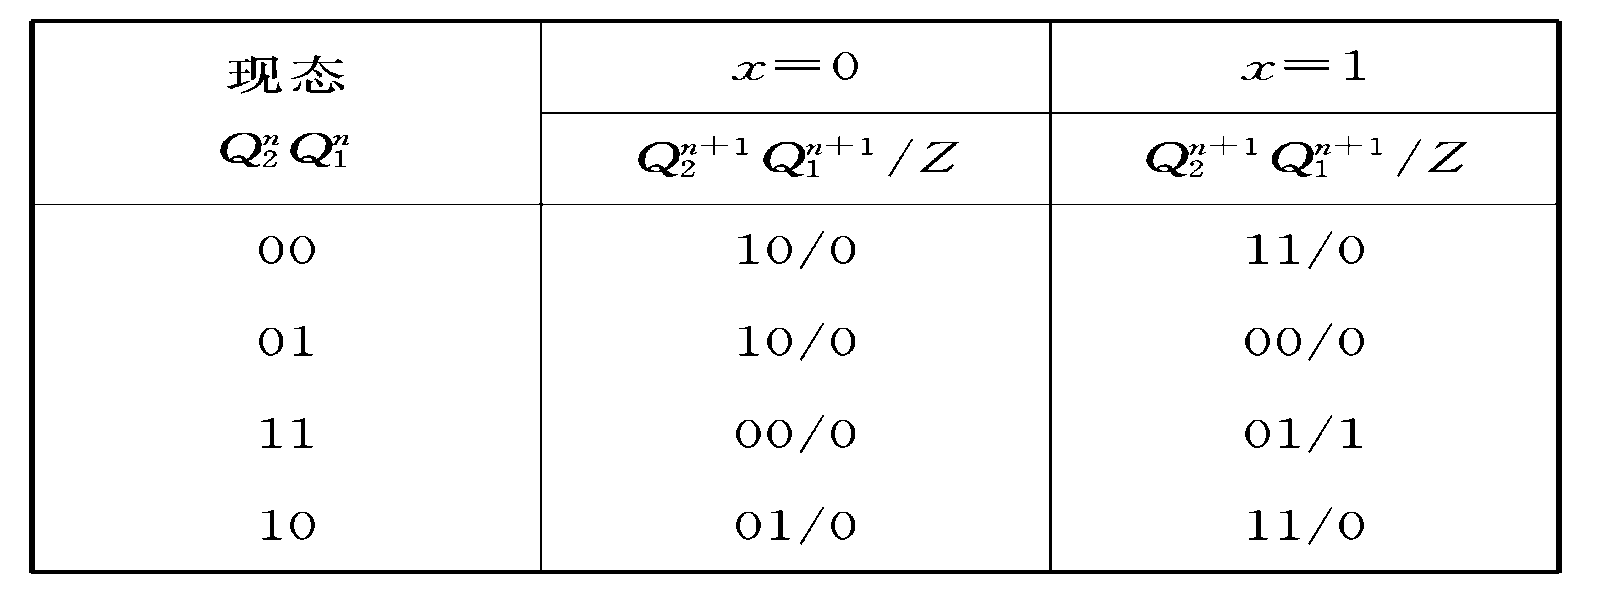 现态 x=0 x=1
Q₂ⁿQ₁ⁿ Q₂ⁿ⁺¹Q₁ⁿ⁺¹/Z Q₂ⁿ⁺¹Q₁ⁿ⁺¹/Z
00 10/0 11/0
01 10/0 00/0
11 00/0 01/1
10 01/0 11/0